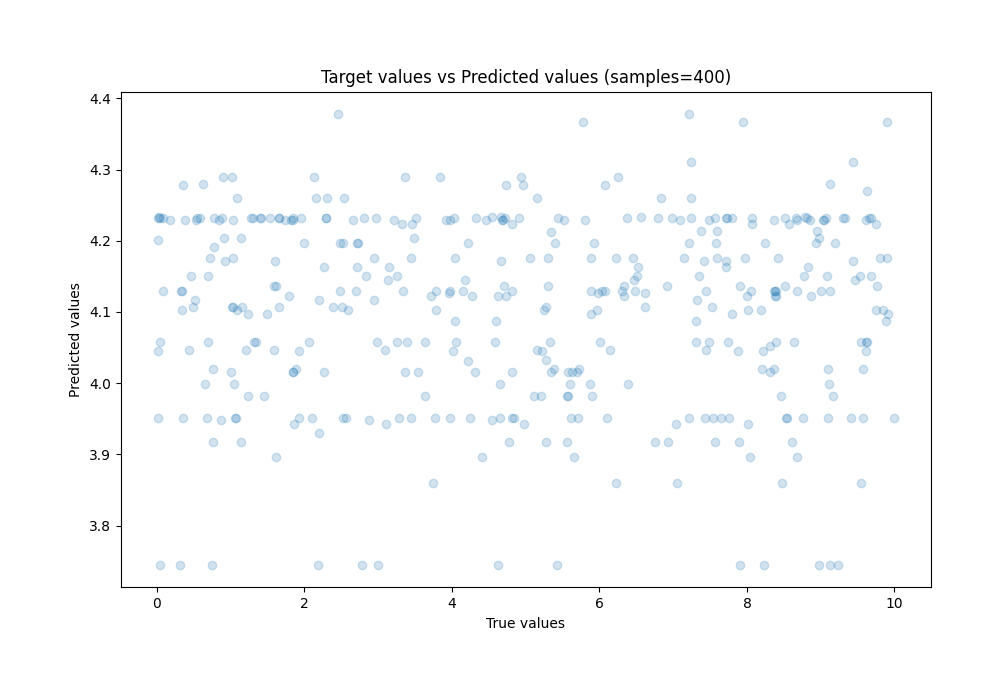 Target values vs Predicted values (samples=400)
4.4
4.3
4.2
4.1
4.0
3.9
3.8
Predicted values
0 2 4 6 8 10
True values